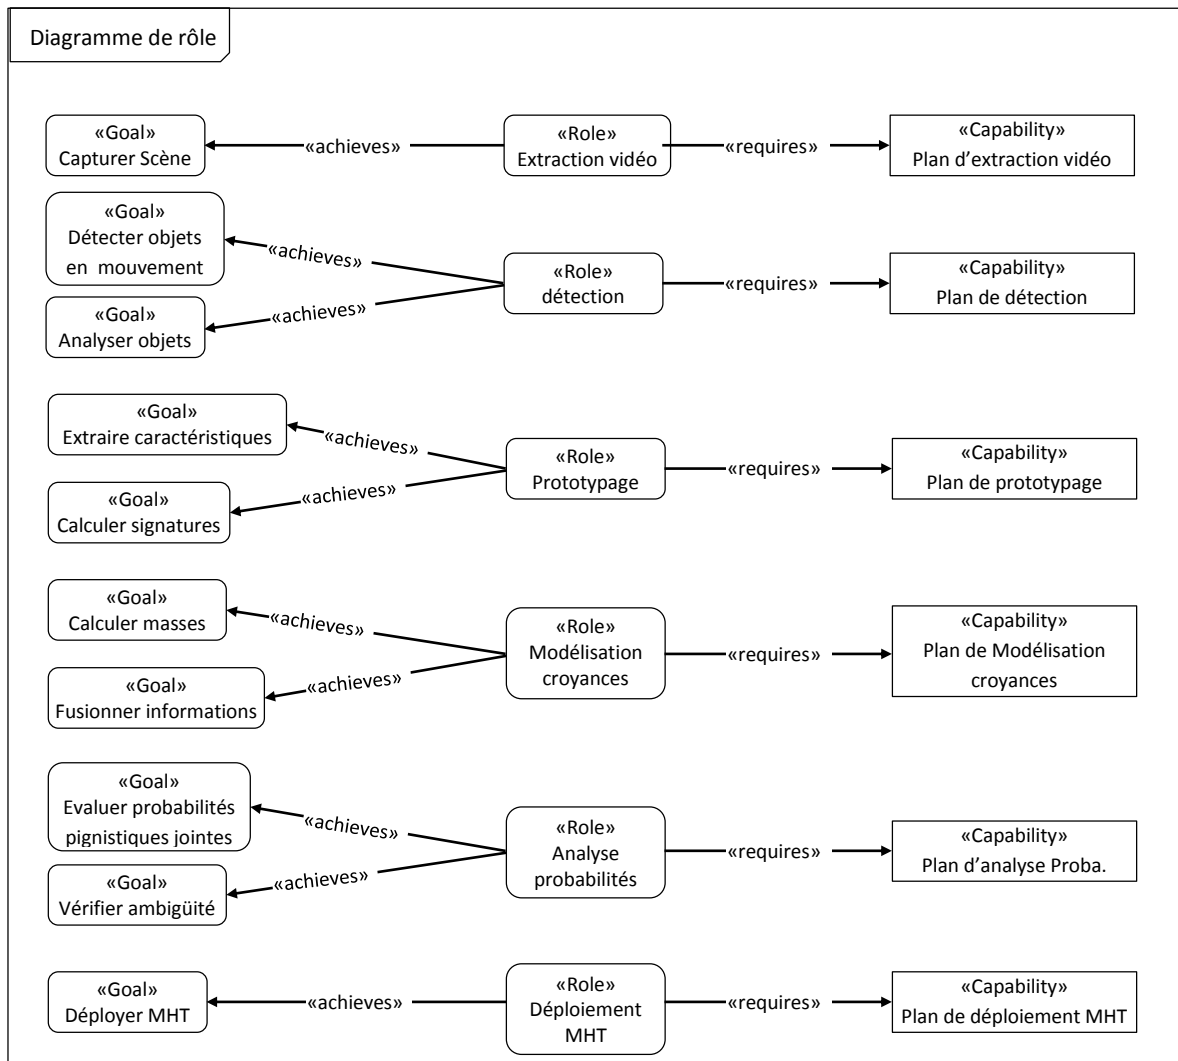 Diagramme de rôle
«Goal»
Capturer Scène
«achieves»
«Role»
Extraction vidéo
«requires»
«Capability»
Plan d’extraction vidéo
«Goal»
Détecter objets
en mouvement
«achieves»
«Goal»
Analyser objets
«achieves»
«Role»
détection
«requires»
«Capability»
Plan de détection
«Goal»
Extraire caractéristiques
«achieves»
«Goal»
Calculer signatures
«achieves»
«Role»
Prototypage
«requires»
«Capability»
Plan de prototypage
«Goal»
Calculer masses
«achieves»
«Goal»
Fusionner informations
«achieves»
«Role»
Modélisation
croyances
«requires»
«Capability»
Plan de Modélisation
croyances
«Goal»
Evaluer probabilités
pignistiques jointes
«achieves»
«Goal»
Vérifier ambigüité
«achieves»
«Role»
Analyse
probabilités
«requires»
«Capability»
Plan d’analyse Proba.
«Goal»
Déployer MHT
«achieves»
«Role»
Déploiement
MHT
«requires»
«Capability»
Plan de déploiement MHT